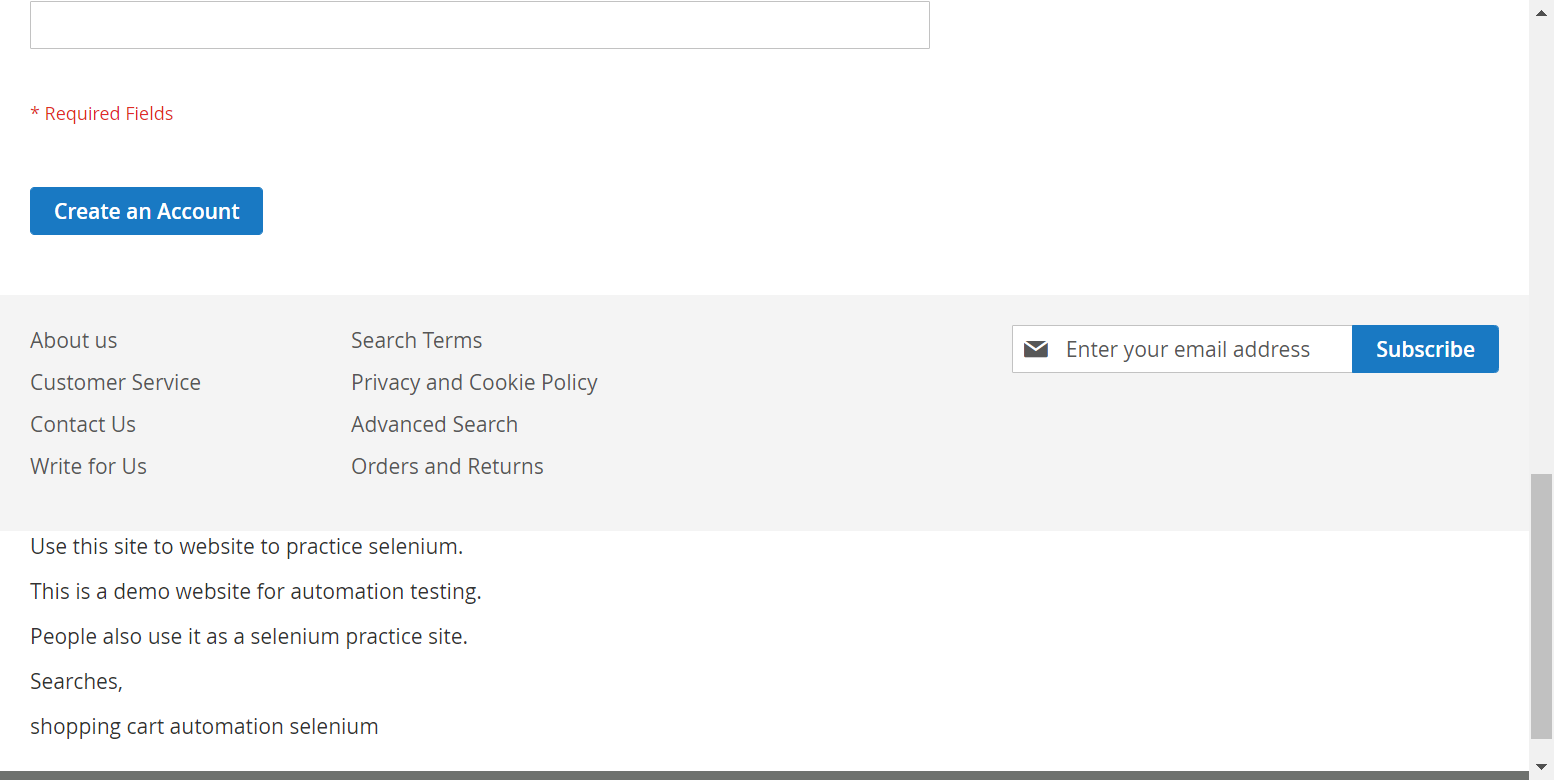 * Required Fields
Create an Account
About us
Customer Service
Contact Us
Write for Us
Search Terms
Privacy and Cookie Policy
Advanced Search
Orders and Returns
Enter your email address
Subscribe
Use this site to website to practice selenium.
This is a demo website for automation testing.
People also use it as a selenium practice site.
Searches,
shopping cart automation selenium